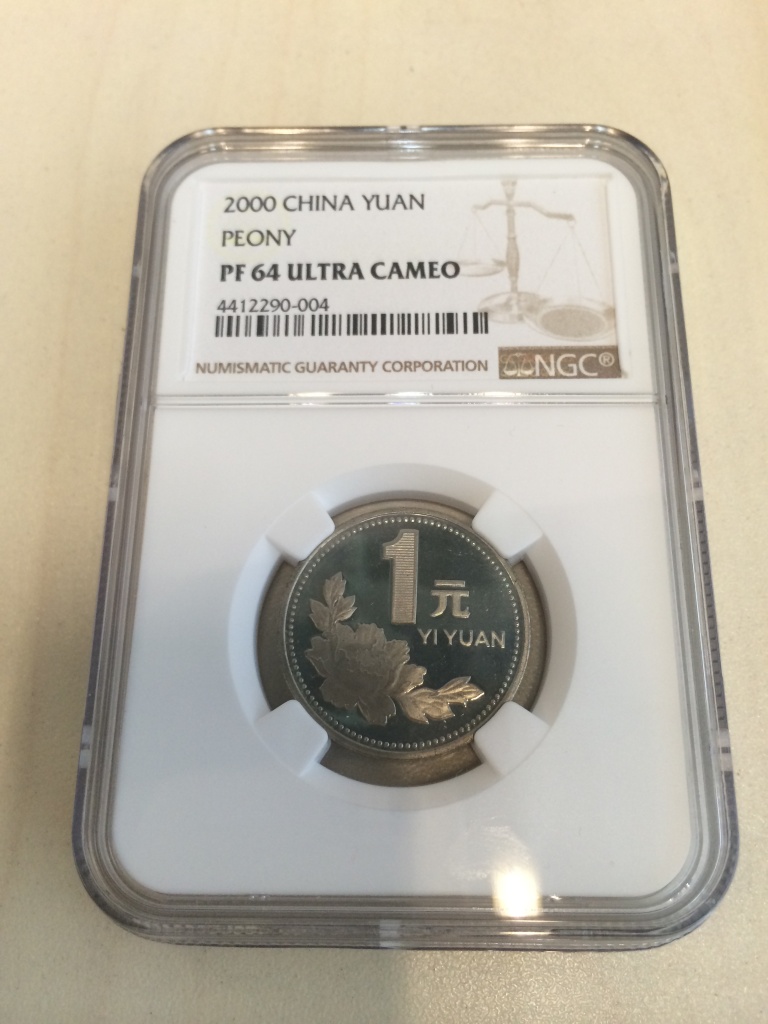 2000 CHINA YUAN
PEONY
PF 64 ULTRA CAMEO
4412290-004
NUMISMATIC GUARANTY CORPORATION NGC®
1元
YI YUAN